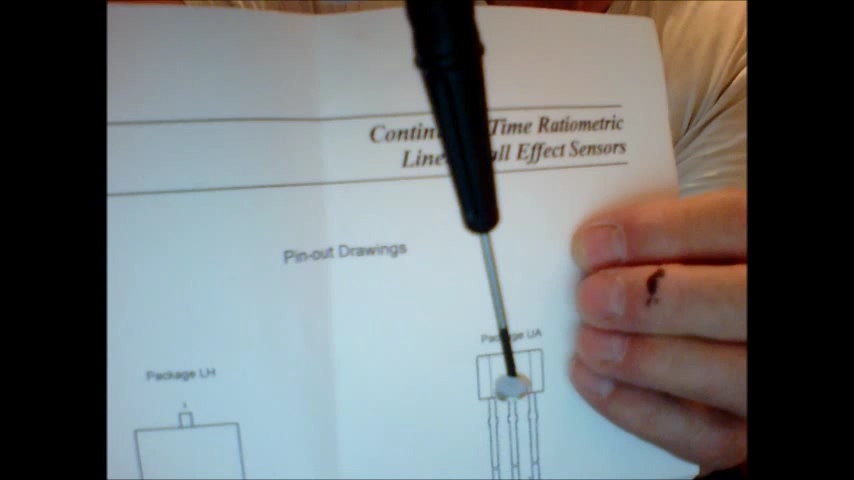 Time Ratiometric
Effect Sensors
Pin-out Drawings
Package UA
Package LH